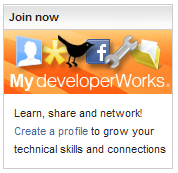 Join now
My developerWorks.
Learn, share and network!
Create a profile to grow your
technical skills and connections